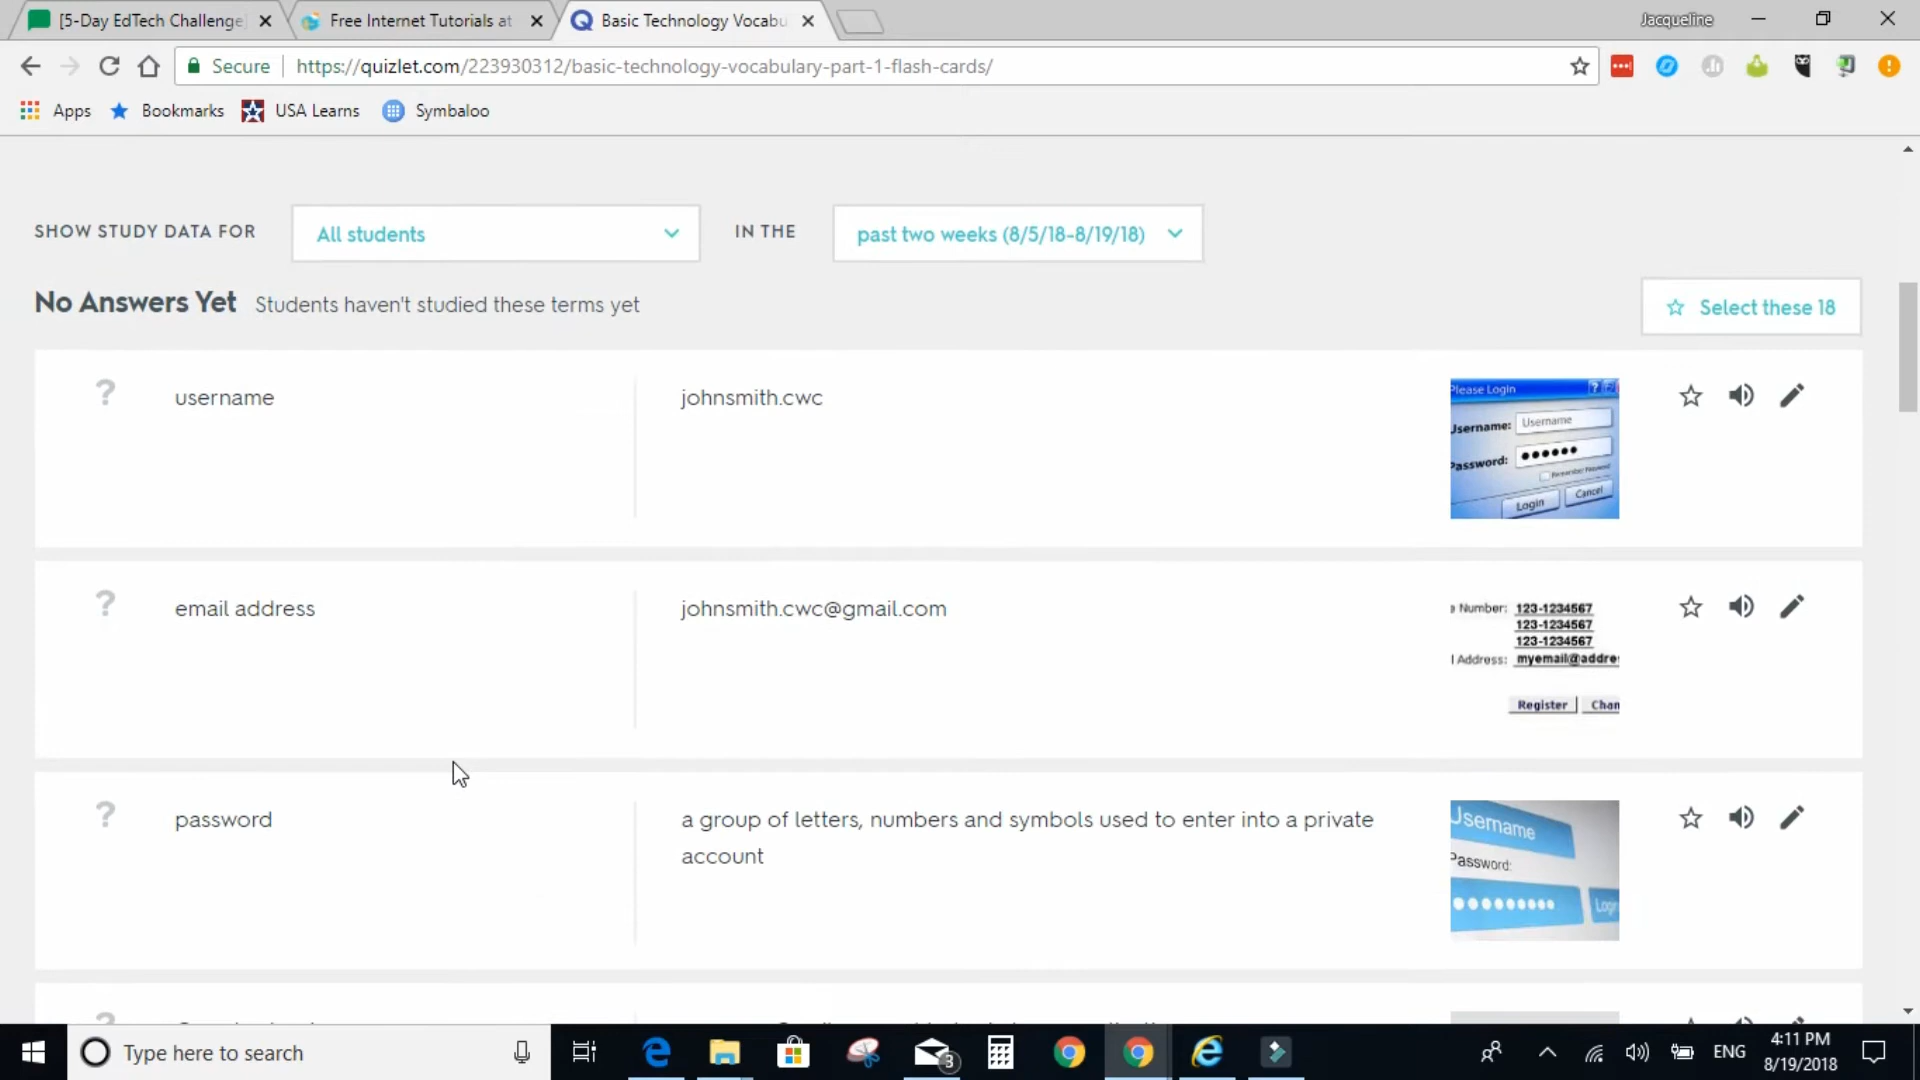 [5-Day EdTech Challenge]
Free Internet Tutorials at
Basic Technology Vocabu
Jacqueline
Secure
https://quizlet.com/223930312/basic-technology-vocabulary-part-1-flash-cards/
Apps
Bookmarks
USA Learns
Symbaloo
SHOW STUDY DATA FOR
All students
IN THE
past two weeks (8/5/18-8/19/18)
No Answers Yet
Students haven't studied these terms yet
Select these 18
?
username
johnsmith.cwc
Please Login
Username:
Username
Password:
Remember Password
Login
Cancel
?
email address
johnsmith.cwc@gmail.com
Number:
123-1234567
123-1234567
123-1234567
Address:
myemail@addre
Register
Chan
?
password
a group of letters, numbers and symbols used to enter into a private
account
Username
Password:
Login
Type here to search
3
ENG
4:11 PM
8/19/2018